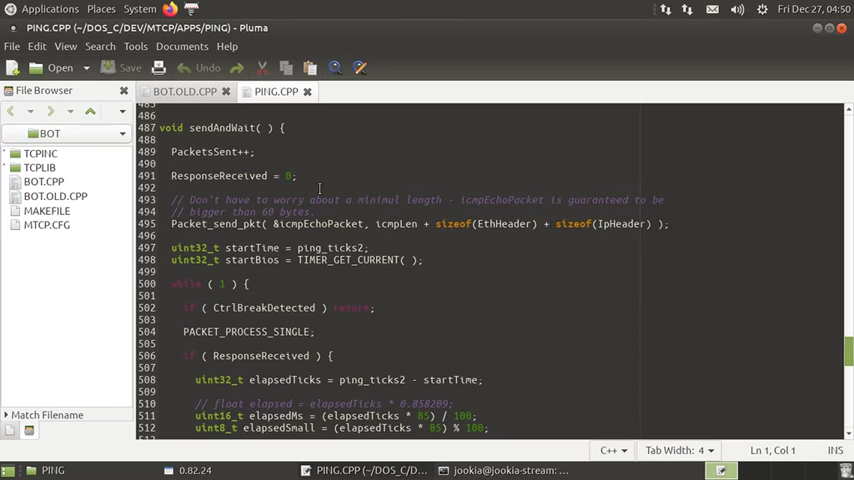 Applications Places System Fri Dec 27, 04:50
PING.CPP (~/DOS_C/DEV/MTCP/APPS/PING) - Pluma
File Edit View Search Tools Documents Help
Open Save Undo
File Browser BOT.OLD.CPP PING.CPP
BOT
TCPINC
TCPLIB
BOT.CPP
BOT.OLD.CPP
MAKEFILE
MTCP.CFG
Match Filename
485
486
487 void sendAndWait( ) {
488
489 PacketsSent++;
490
491 ResponseReceived = 0;
492
493 // Don't have to worry about a minimul length - icmpEchoPacket is guaranteed to be
494 // bigger than 60 bytes.
495 Packet_send_pkt( &icmpEchoPacket, icmpLen + sizeof(EthHeader) + sizeof(IpHeader) );
496
497 uint32_t startTime = ping_ticks2;
498 uint32_t startBios = TIMER_GET_CURRENT( );
499
500 while ( 1 ) {
501
502 if ( CtrlBreakDetected ) return;
503
504 PACKET_PROCESS_SINGLE;
505
506 if ( ResponseReceived ) {
507
508 uint32_t elapsedTicks = ping_ticks2 - startTime;
509
510 // float elapsed = elapsedTicks * 0.858209;
511 uint16_t elapsedMs = (elapsedTicks * 85) / 100;
512 uint8_t elapsedSmall = (elapsedTicks * 85) % 100;
513
C++ Tab Width: 4 Ln 1, Col 1 INS
PING 0.82.24 PING.CPP (~/DOS_C/D... jookia@jookia-stream: ...